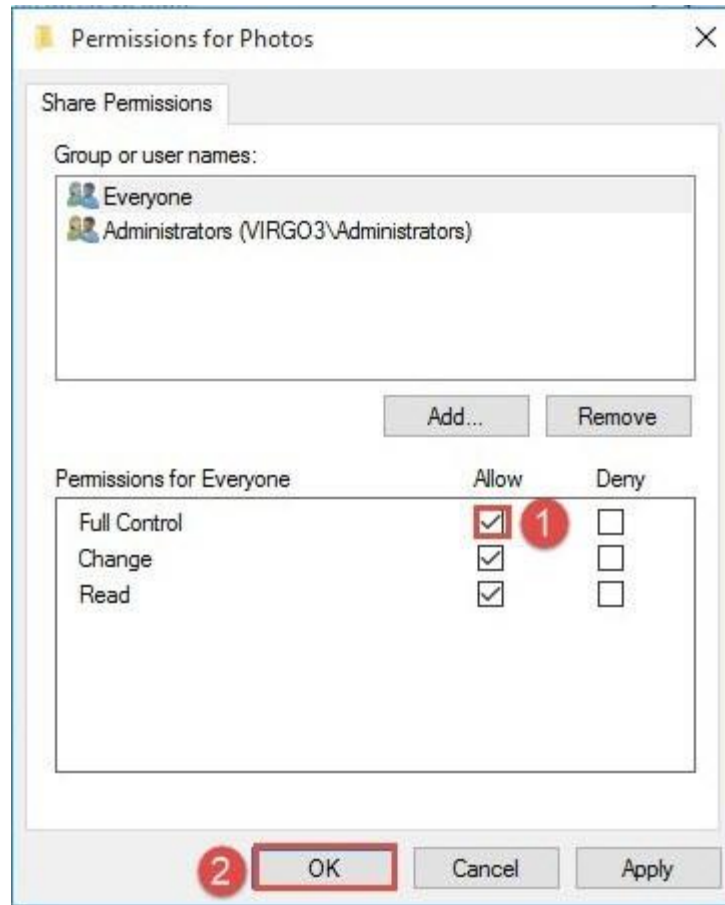 Permissions for Photos
Share Permissions
Group or user names:
Everyone
Administrators (VIRGO3\Administrators)
Add... Remove
Permissions for Everyone Allow Deny
Full Control 1
Change
Read
2 OK Cancel Apply